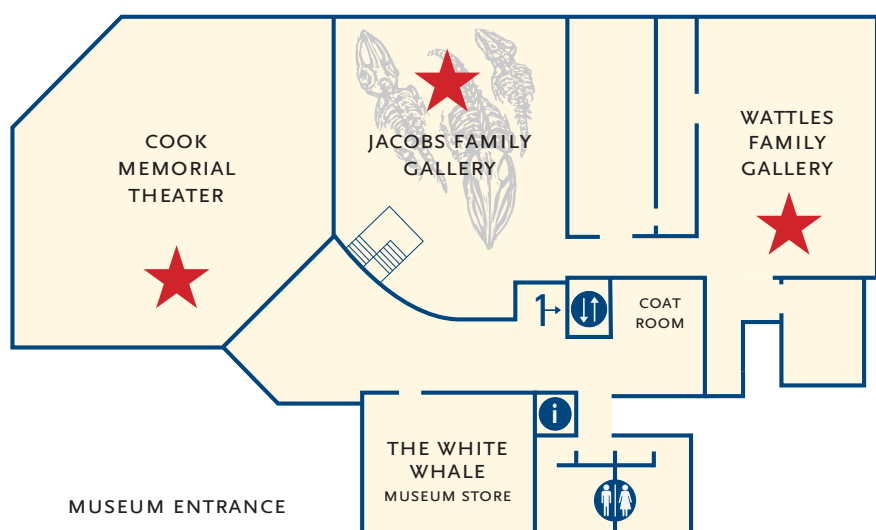 COOK
MEMORIAL
THEATER
JACOBS FAMILY
GALLERY
WATTLES
FAMILY
GALLERY
1
COAT
ROOM
i
THE WHITE
WHALE
MUSEUM STORE
MUSEUM ENTRANCE